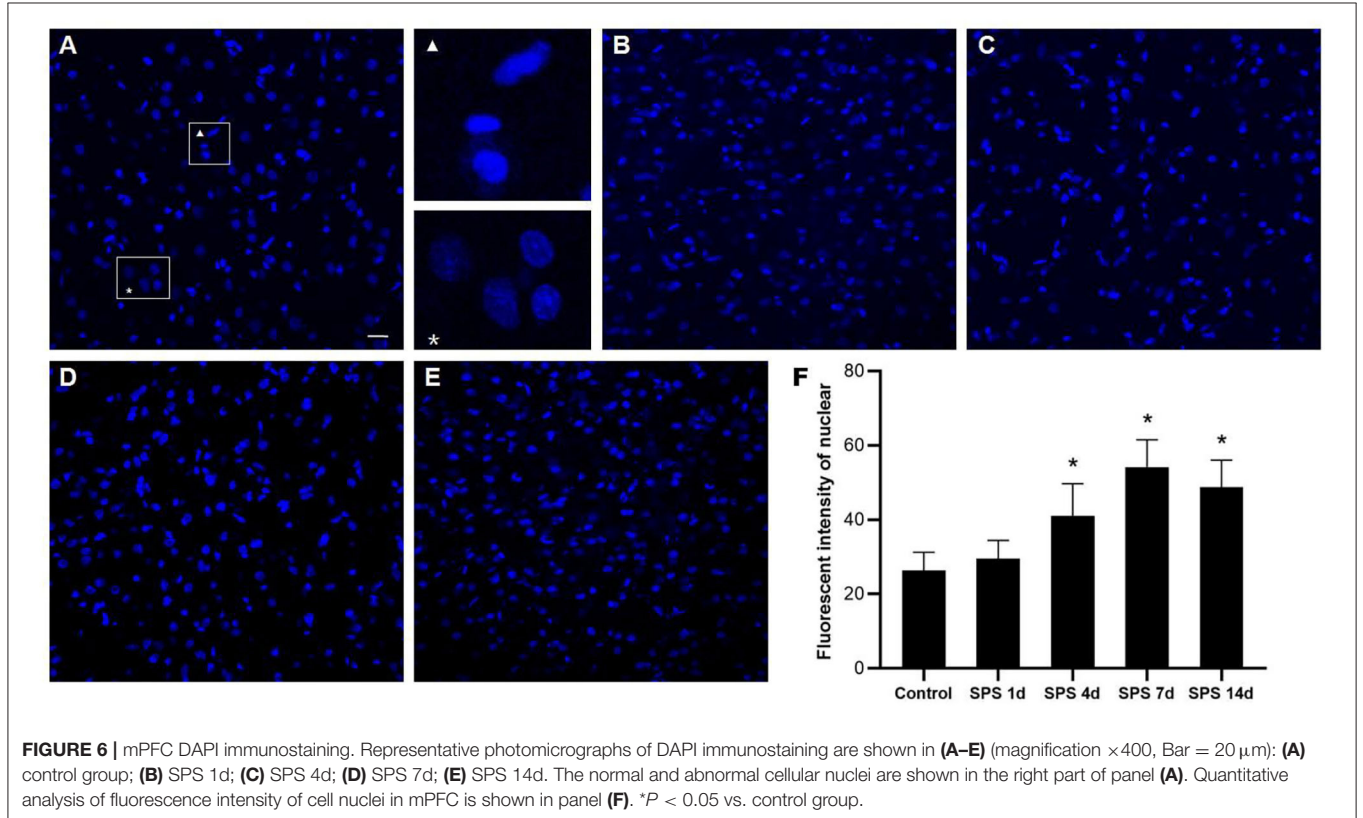 A
▲
B
C
*
▲
*
D
E
F
Fluorescent intensity of nuclear
80
60
40
20
0
*
*
*
Control SPS 1d SPS 4d SPS 7d SPS 14d
FIGURE 6 | mPFC DAPI immunostaining. Representative photomicrographs of DAPI immunostaining are shown in (A–E) (magnification ×400, Bar = 20 μm): (A)
control group; (B) SPS 1d; (C) SPS 4d; (D) SPS 7d; (E) SPS 14d. The normal and abnormal cellular nuclei are shown in the right part of panel (A). Quantitative
analysis of fluorescence intensity of cell nuclei in mPFC is shown in panel (F). *P < 0.05 vs. control group.